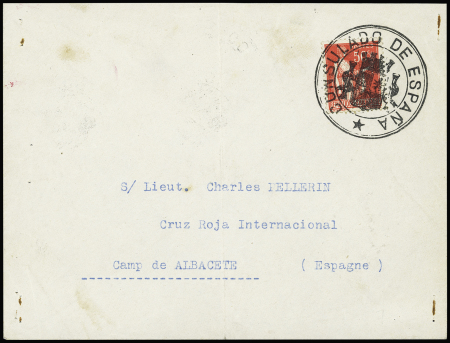 CONSULADO DE ESPAÑA
S/ Lieut. Charles PELLERIN
Cruz Roja Internacional
Camp de ALBACETE ( Espagne )